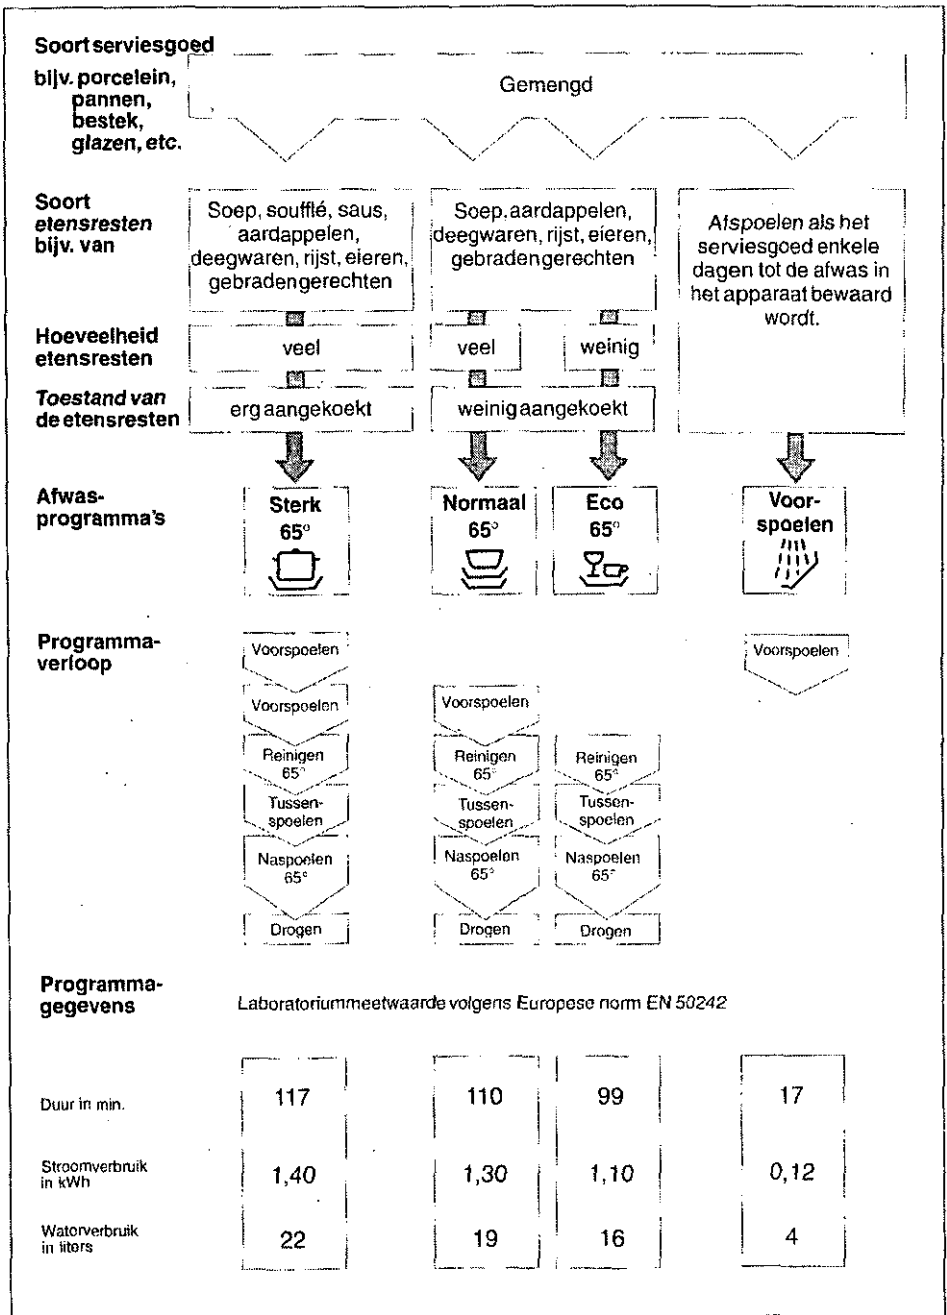 Soort serviesgoed
bijv. porcelein,
pannen,
bestek,
glazen, etc.
Gemengd
Soort
etensresten
bijv. van
Soep, soufflé, saus,
aardappelen,
deegwaren, rijst, eieren,
gebraden gerechten
Soep, aardappelen,
deegwaren, rijst, eieren,
gebraden gerechten
Afspoelen als het
serviesgoed enkele
dagen tot de afwas in
het apparaat bewaard
wordt.
Hoeveelheid
etensresten
veel
veel
weinig
Toestand van
de etensresten
erg aangekoekt
weinig aangekoekt
Afwas-
programma's
Sterk
65°
Normaal
65°
Eco
65°
Voor-
spoelen
Programma-
verloop
Voorspoelen
Voorspoelen
Reinigen
65°
Tussen-
spoelen
Naspoelen
65°
Drogen
Voorspoelen
Reinigen
65°
Tussen-
spoelen
Naspoelen
65°
Drogen
Reinigen
65°
Tussen-
spoelen
Naspoelen
65°
Drogen
Voorspoelen
Programma-
gegevens
Laboratoriummeetwaarde volgens Europese norm EN 50242
Duur in min.
117
110
99
17
Stroomverbruik
in kWh
1,40
1,30
1,10
0,12
Waterverbruik
in liters
22
19
16
4